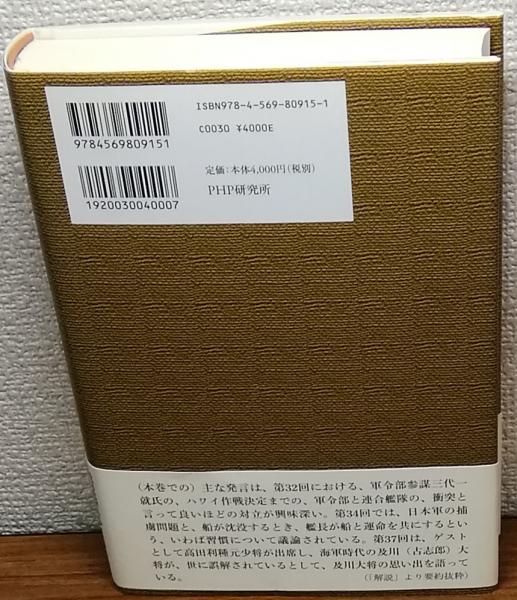 ISBN978-4-569-80915-1
C0030 ¥4000E
9784569809151
定価:本体4,000円(税別)
PHP研究所
1920030040007
(本巻での)主な発言は、第32回における、軍令部参謀三代一
就氏の、ハワイ作戦決定までの、軍令部と連合艦隊の、衝突と
言って良いほどの対立が興味深い。第34回では、日本軍の捕
虜問題と、船が沈没するとき、艦長が船と運命を共にするとい
う、いわば習慣について議論されている。第37回は、ゲスト
として高田利種元少将が出席し、海軍時代の及川(古志郎)大
将が、世に誤解されているとして、及川大将の思い出を語って
いる。
(「解説」より要約抜粋)